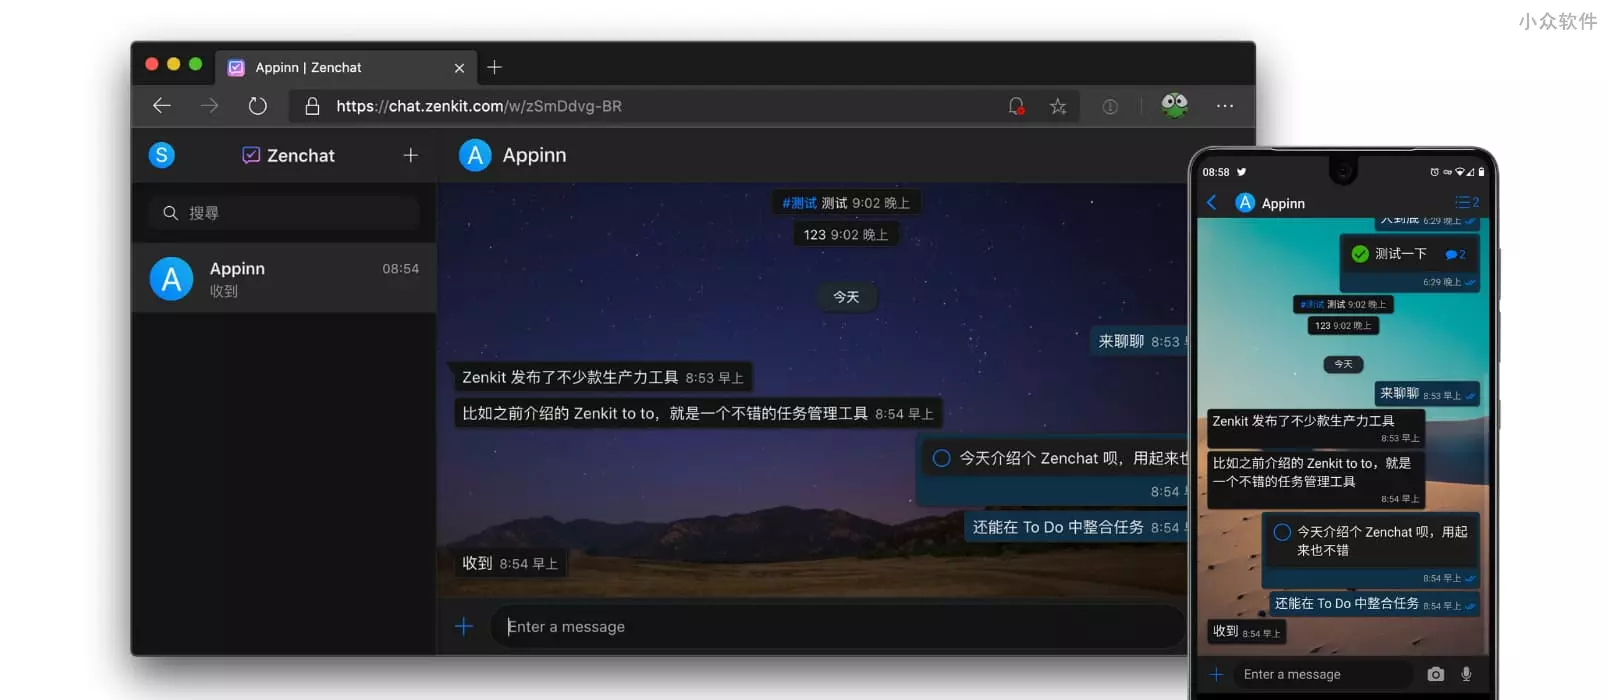 小众软件
Appinn | Zenchat
https://chat.zenkit.com/w/zSmDdvg-BR
S
Zenchat
A Appinn
搜尋
A
Appinn 08:54
收到
#测试 测试 9:02 晚上
123 9:02 晚上
今天
来聊聊 8:53
Zenkit 发布了不少款生产力工具 8:53 早上
比如之前介绍的 Zenkit to to，就是一个不错的任务管理工具 8:54 早上
今天介绍个 Zenchat 呗，用起来也
8:54
还能在 To Do 中整合任务 8:54
收到 8:54 早上
Enter a message
08:58
A Appinn 2
6:29 晚上
测试一下 2
6:29 晚上
#测试 测试 9:02 晚上
123 9:02 晚上
今天
来聊聊 8:53 早上
Zenkit 发布了不少款生产力工具
8:53 早上
比如之前介绍的 Zenkit to to，就是
一个不错的任务管理工具
8:54 早上
今天介绍个 Zenchat 呗，用起
来也不错
8:54 早上
还能在 To Do 中整合任务 8:54 早上
收到 8:54 早上
Enter a message